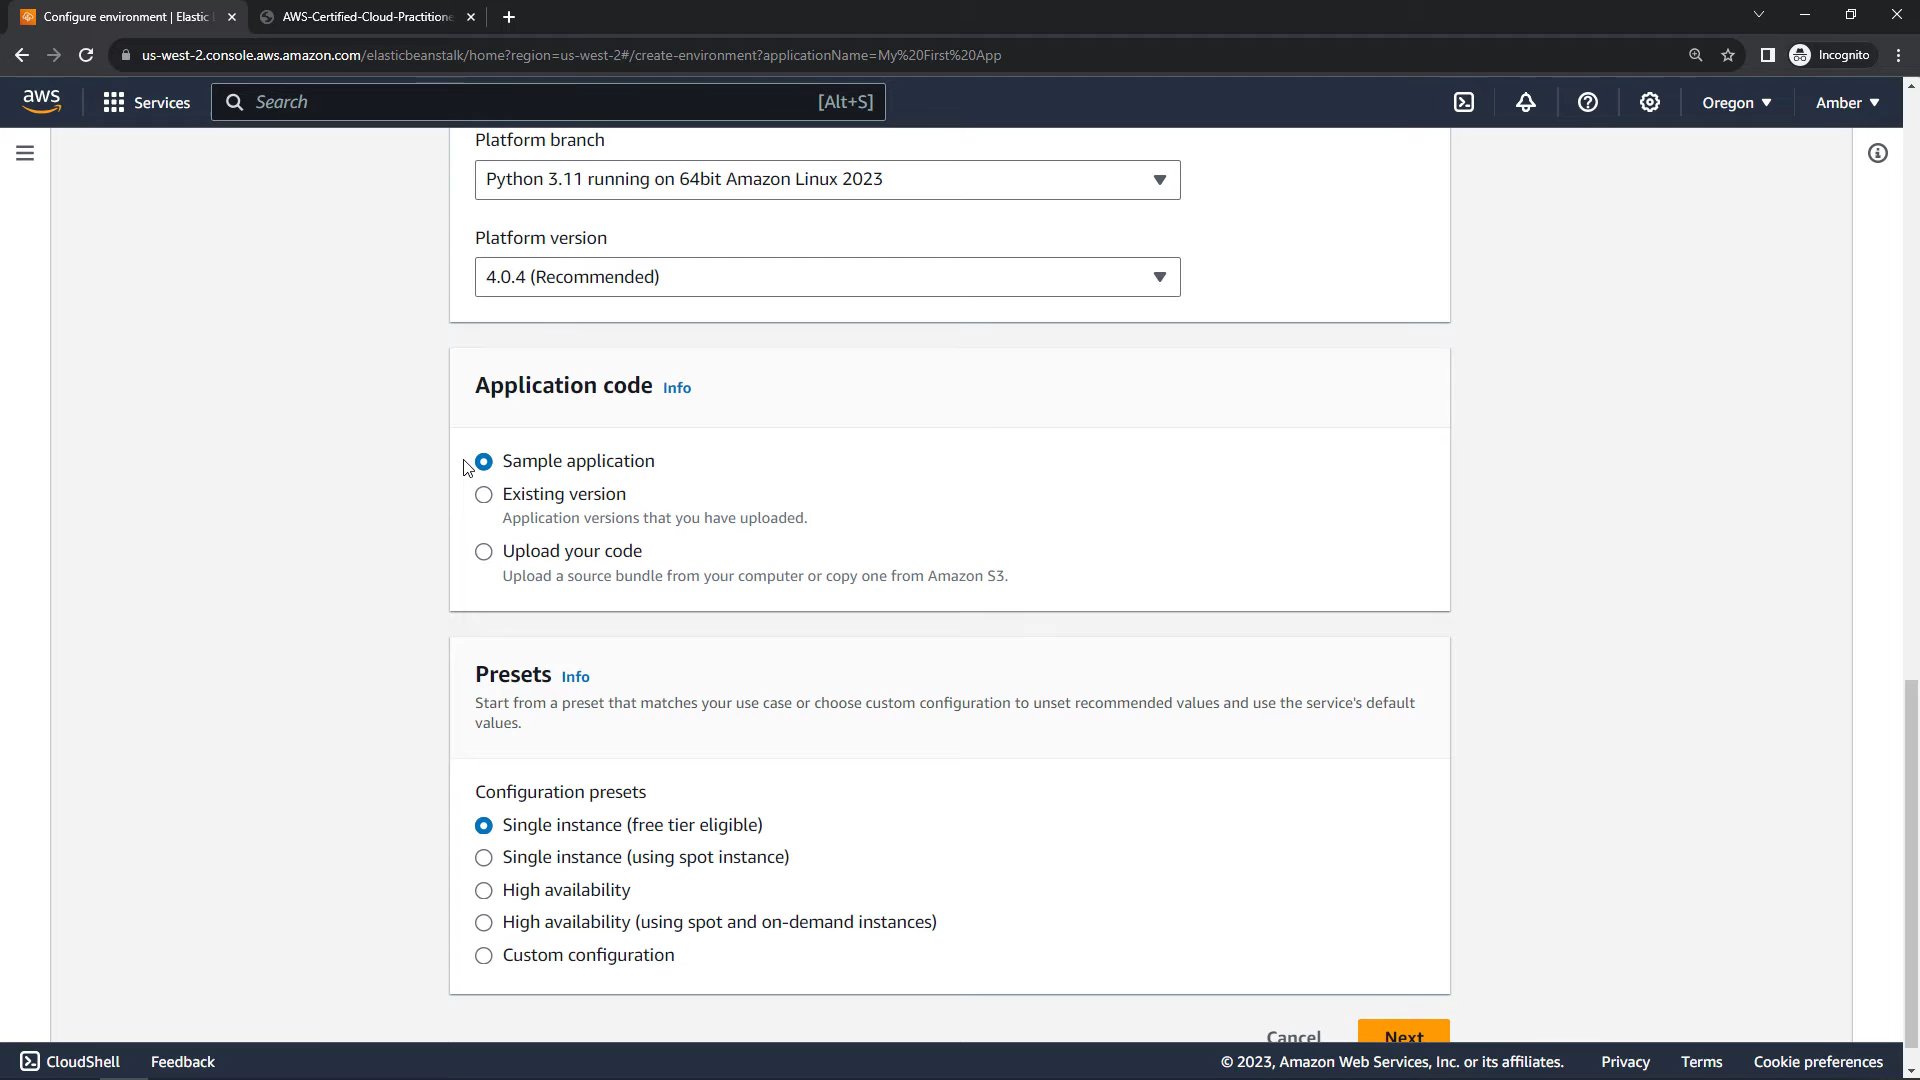 Configure environment | Elastic
AWS-Certified-Cloud-Practitione
us-west-2.console.aws.amazon.com/elasticbeanstalk/home?region=us-west-2#/create-environment?applicationName=My%20First%20App
Incognito
aws
Services
Search
[Alt+S]
Oregon
Amber
Platform branch
Python 3.11 running on 64bit Amazon Linux 2023
Platform version
4.0.4 (Recommended)
Application code Info
Sample application
Existing version
Application versions that you have uploaded.
Upload your code
Upload a source bundle from your computer or copy one from Amazon S3.
Presets Info
Start from a preset that matches your use case or choose custom configuration to unset recommended values and use the service's default
values.
Configuration presets
Single instance (free tier eligible)
Single instance (using spot instance)
High availability
High availability (using spot and on-demand instances)
Custom configuration
Cancel
Next
CloudShell
Feedback
© 2023, Amazon Web Services, Inc. or its affiliates.
Privacy
Terms
Cookie preferences